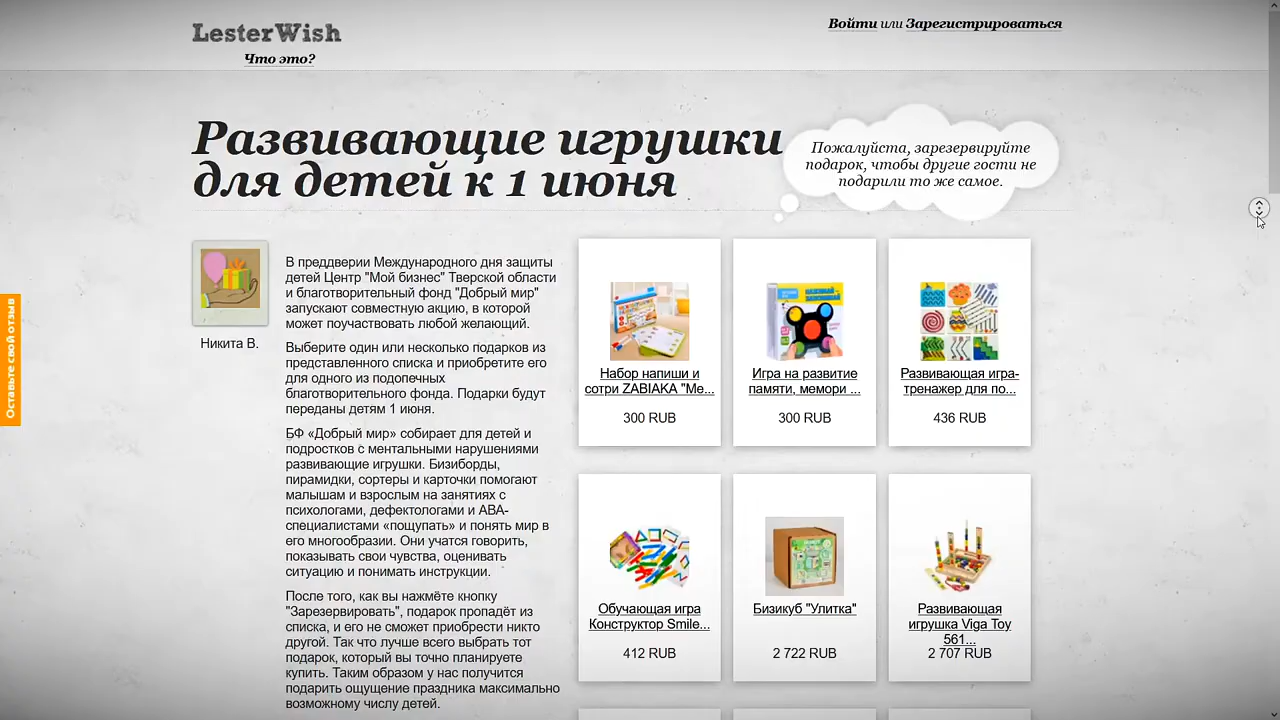 LesterWish
Войти или Зарегистрироваться
Что это?
Развивающие игрушки
для детей к 1 июня
Пожалуйста, зарезервируйте
подарок, чтобы другие гости не
подарили то же самое.
Оставьте свой отзыв
Никита В.
В преддверии Международного дня защиты
детей Центр "Мой бизнес" Тверской области
и благотворительный фонд "Добрый мир"
запускают совместную акцию, в которой
может поучаствовать любой желающий.
Выберите один или несколько подарков из
представленного списка и приобретите его
для одного из подопечных
благотворительного фонда. Подарки будут
переданы детям 1 июня.
БФ «Добрый мир» собирает для детей и
подростков с ментальными нарушениями
развивающие игрушки. Бизиборды,
пирамидки, сортеры и карточки помогают
малышам и взрослым на занятиях с
психологами, дефектологами и АВА-
специалистами «пощупать» и понять мир в
его многообразии. Они учатся говорить,
показывать свои чувства, оценивать
ситуацию и понимать инструкции.
После того, как вы нажмёте кнопку
"Зарезервировать", подарок пропадёт из
списка, и его не сможет приобрести никто
другой. Так что лучше всего выбрать тот
подарок, который вы точно планируете
купить. Таким образом у нас получится
подарить ощущение праздника максимально
возможному числу детей.
Набор напиши и
сотри ZABIAKA "Ме...
300 RUB
Игра на развитие
памяти, мемори ...
300 RUB
Развивающая игра-
тренажер для по...
436 RUB
Обучающая игра
Конструктор Smile...
412 RUB
Бизикуб "Улитка"
2 722 RUB
Развивающая
игрушка Viga Toy
561...
2 707 RUB